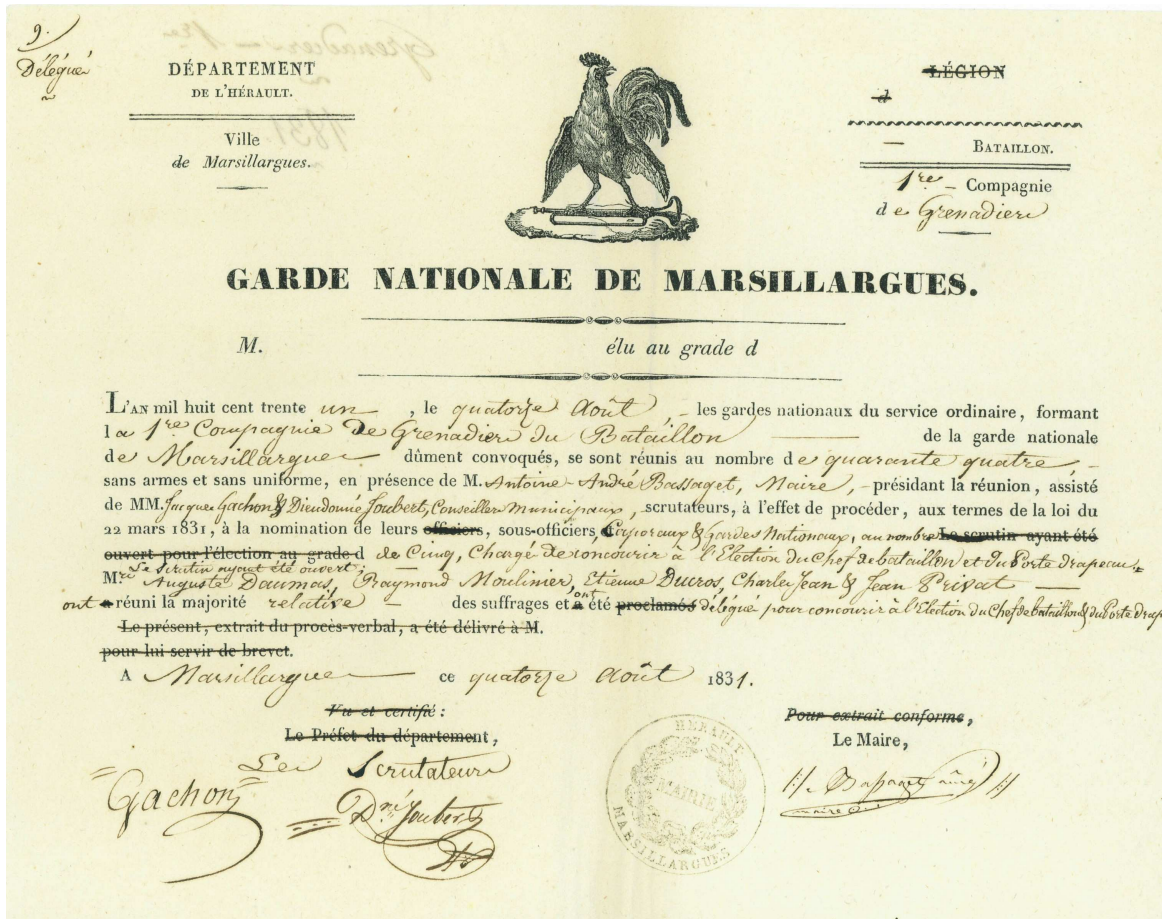 9.
Délégués
DÉPARTEMENT
DE L'HÉRAULT.
Ville
de Marsillargues.
LÉGION
d
— BATAILLON.
1re — Compagnie
de Grenadiers
Grenadiers — 1re
1831
GARDE NATIONALE DE MARSILLARGUES.
M. élu au grade d
L'AN mil huit cent trente un, le quatorze Août, — les gardes nationaux du service ordinaire, formant
la 1re Compagnie de Grenadiers du Bataillon — de la garde nationale
de Marsillargues — dûment convoqués, se sont réunis au nombre de quarante quatre —
sans armes et sans uniforme, en présence de M. Antoine-André Bassaget, Maire, — présidant la réunion, assisté
de MM. Jacques Gachon & Dieudonné Joubert, Conseillers municipaux, scrutateurs, à l'effet de procéder, aux termes de la loi du
22 mars 1831, à la nomination de leurs officiers, sous-officiers, Caporaux & Gardes Nationaux, au nombre Le scrutin ayant été
ouvert pour l'élection au grade d de Cinq, Chargé de concourir à l'Election du Chef de bataillon et du Porte drapeau =
Le Scrutin ayant été ouvert;
Mrs Auguste Daumas, Raymond Moulinier, Etienne Ducros, Charles Jean & Jean Privat —
ont a réuni la majorité relative — des suffrages et ont a été proclamés délégué pour concourir à l'Election du Chef de bataillon & du Porte drap
Le présent, extrait du procès-verbal, a été délivré à M.
pour lui servir de brevet.
A Marsillargues — ce quatorze Août 1831.
Vu et certifié :
Le Préfet du département,
Les Scrutateurs
Gachon
Dné Joubert
Pour extrait conforme,
Le Maire,
Bassaget ainé
maire
HÉRAULT
MAIRIE
MARSILLARGUES